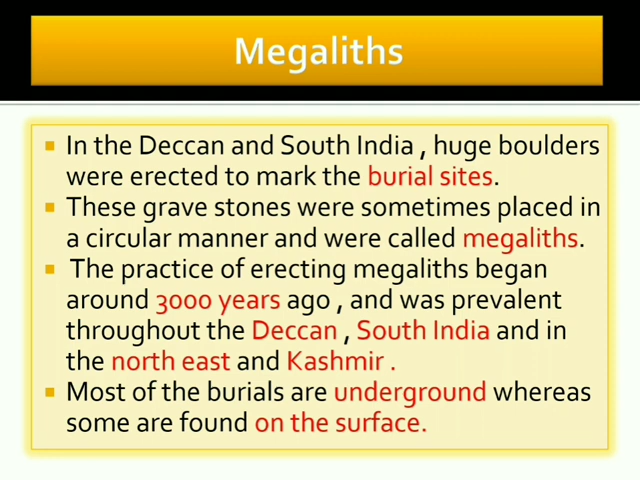 Megaliths
In the Deccan and South India , huge boulders
were erected to mark the burial sites.
These grave stones were sometimes placed in
a circular manner and were called megaliths.
The practice of erecting megaliths began
around 3000 years ago , and was prevalent
throughout the Deccan , South India and in
the north east and Kashmir .
Most of the burials are underground whereas
some are found on the surface.